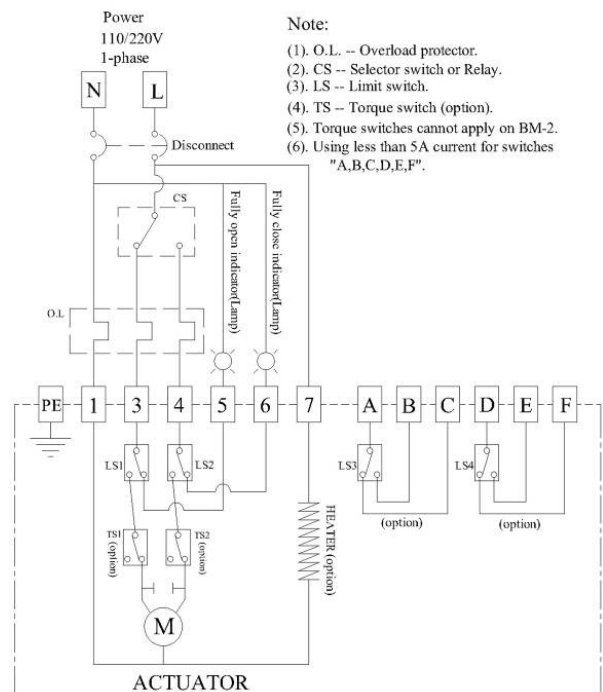 Power
110/220V
1-phase
N
L
Disconnect
CS
Fully open indicator(Lamp)
Fully close indicator(Lamp)
O.L
Note:
(1). O.L. -- Overload protector.
(2). CS -- Selector switch or Relay.
(3). LS -- Limit switch.
(4). TS -- Torque switch (option).
(5). Torque switches cannot apply on BM-2.
(6). Using less than 5A current for switches
"A,B,C,D,E,F".
PE
1
3
4
5
6
7
A
B
C
D
E
F
LS1
LS2
LS3
LS4
(option)
(option)
TS1
(option)
TS2
(option)
HEATER (option)
M
ACTUATOR